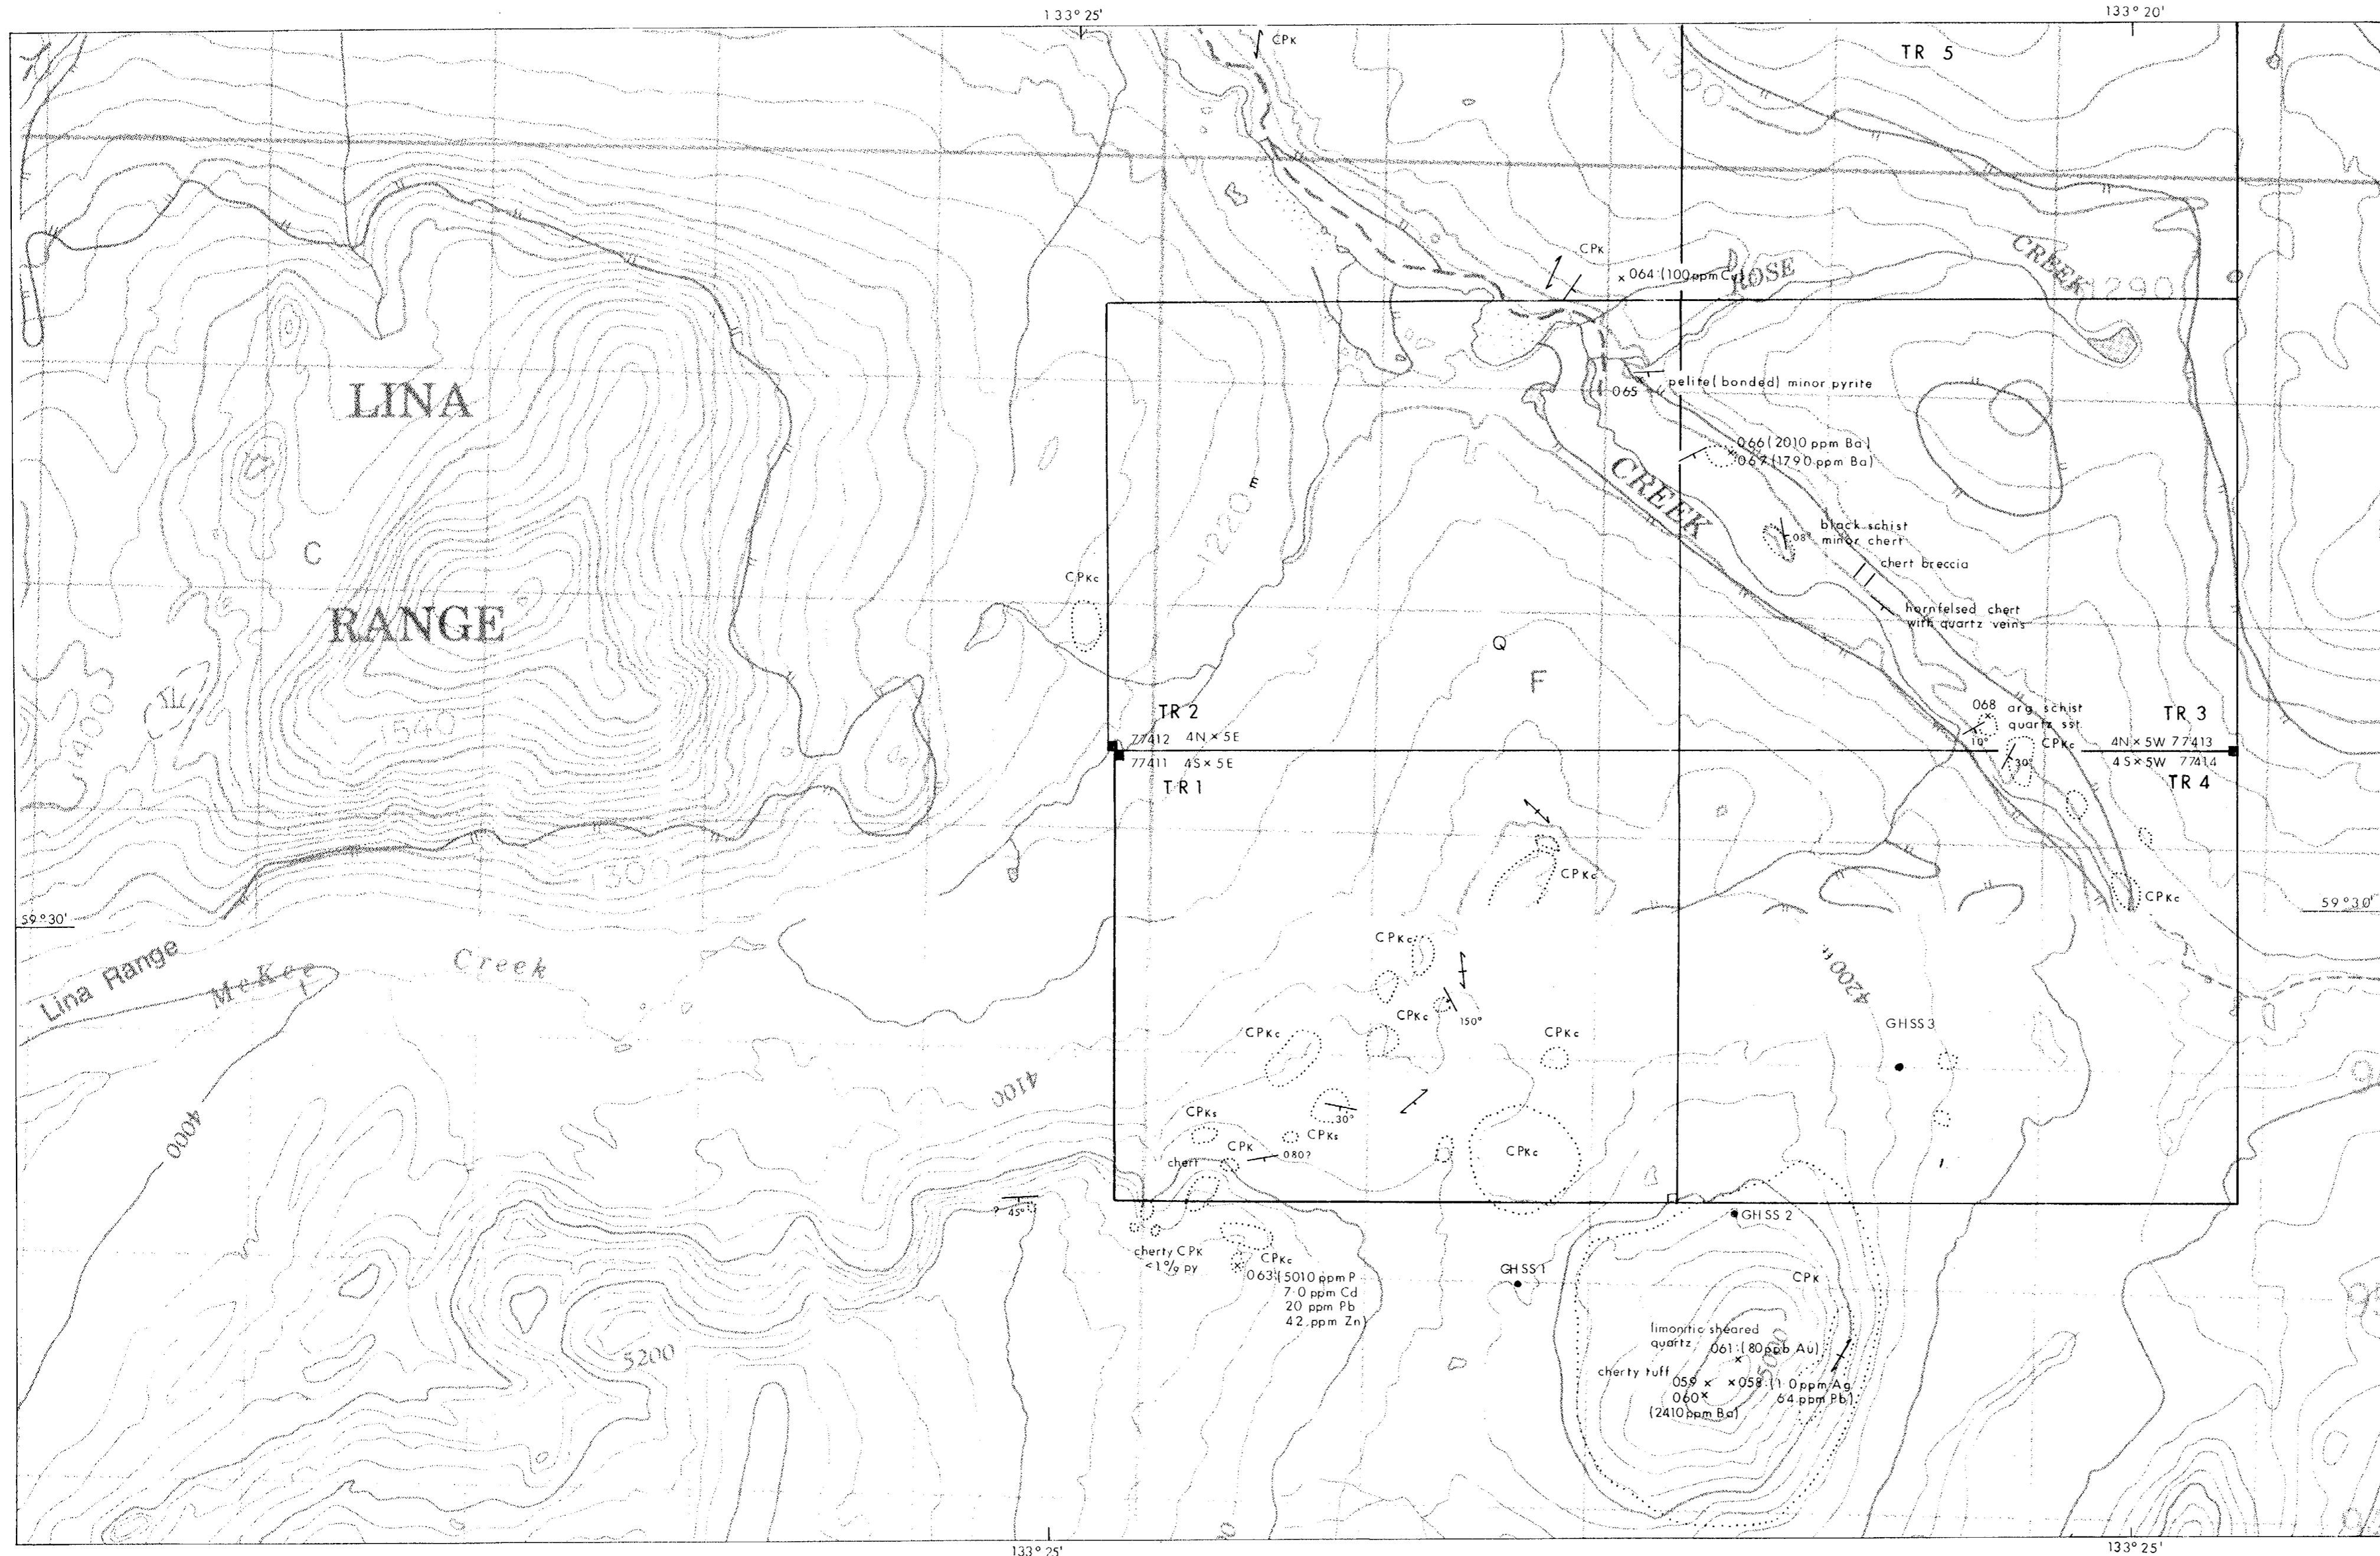 133° 25'
133° 20'
CPK
TR 5
1300
CPK
064 (100 ppm Cu)
ROSE
CREEK
1290
LINA
065
pelite (bonded) minor pyrite
066 (2010 ppm Ba)
067 (1790 ppm Ba)
CREEK
E
1220
C
black schist
minor chert
08?
chert breccia
CPKc
RANGE
hornfelsed chert
with quartz veins
Q
F
068
arg. schist
quartz sst.
10°
CPKc
30°
TR 2
TR 3
77412 4N × 5E
4N × 5W 77413
77411 4S × 5E
4S × 5W 77414
TR 1
TR 4
1540
1400
1300
CPKc
CPKc
59° 30'
59° 30'
Lina Range
McKee
Creek
CPKc
4200
CPKc
150°
CPKc
CPKc
GHSS 3
4100
4000
CPKs
30°
CPKs
CPK
080?
chert
CPKc
? 45°
GHSS 2
cherty CPK
<1% py
CPKc
063 (5010 ppm P
7.0 ppm Cd
20 ppm Pb
42 ppm Zn)
GHSS 1
CPK
5200
5000
limonitic sheared
quartz
061 (80 ppb Au)
cherty tuff
059
058 (1.0 ppm Ag
060
64 ppm Pb)
(2410 ppm Ba)
133° 25'
133° 25'